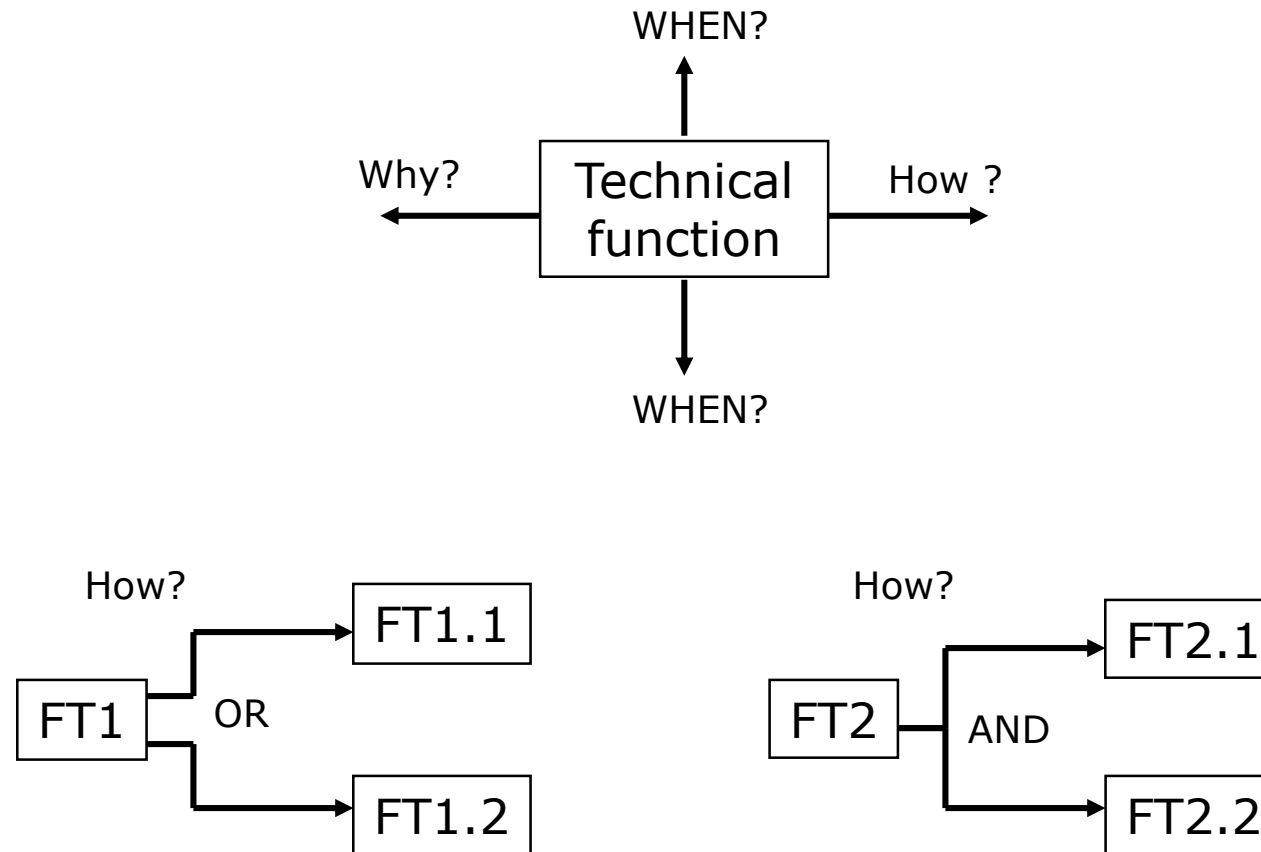 WHEN?
Why?
Technical
function
How ?
WHEN?
How?
FT1
OR
FT1.1
FT1.2
How?
FT2
AND
FT2.1
FT2.2